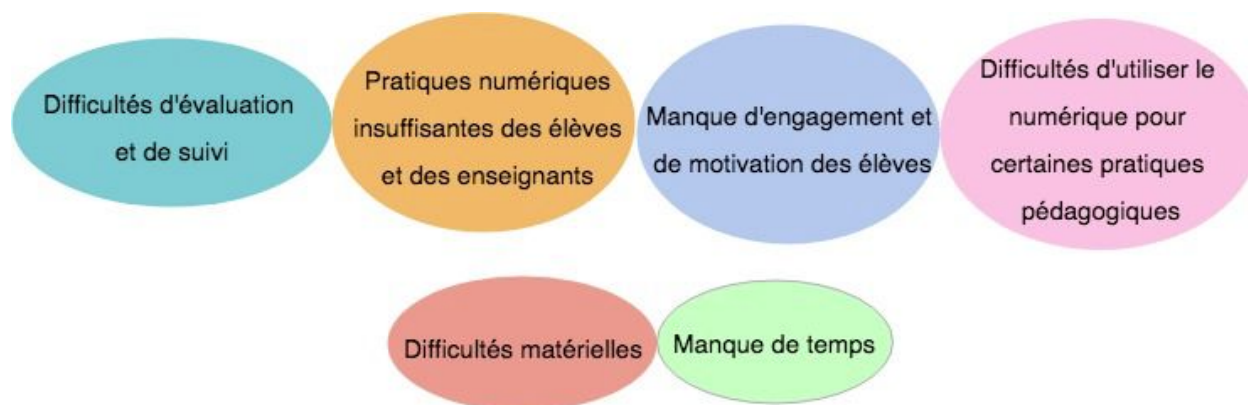 Difficultés d'évaluation
et de suivi
Pratiques numériques
insuffisantes des élèves
et des enseignants
Manque d'engagement et
de motivation des élèves
Difficultés d'utiliser le
numérique pour
certaines pratiques
pédagogiques
Difficultés matérielles
Manque de temps